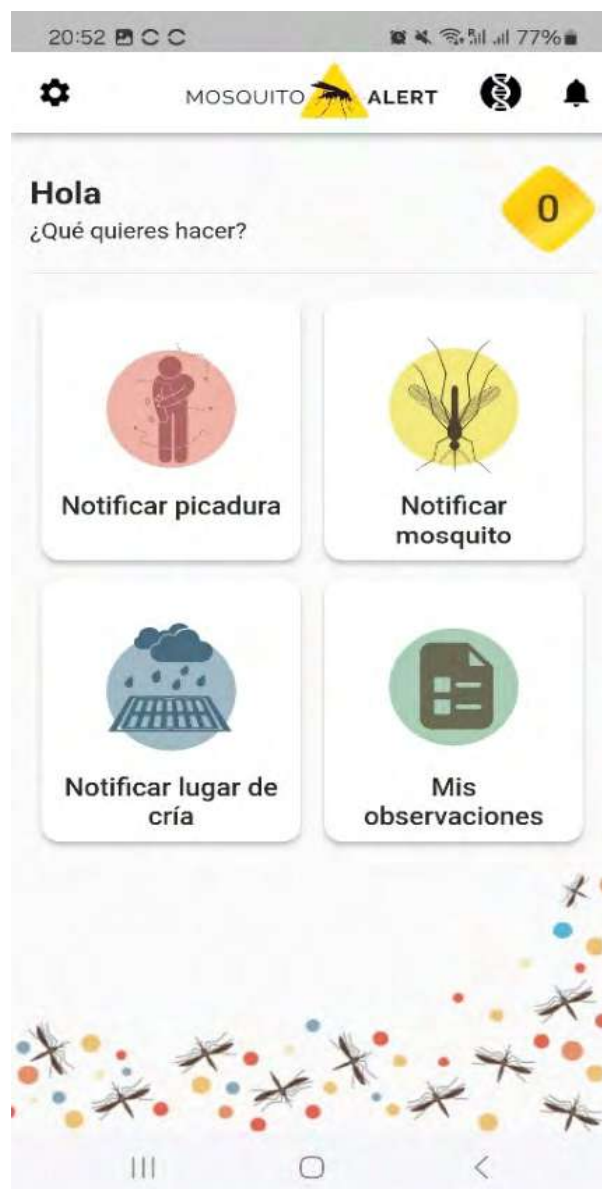 20:52 77%
MOSQUITO ALERT
Hola
¿Qué quieres hacer?
0
Notificar picadura
Notificar
mosquito
Notificar lugar de
cría
Mis
observaciones